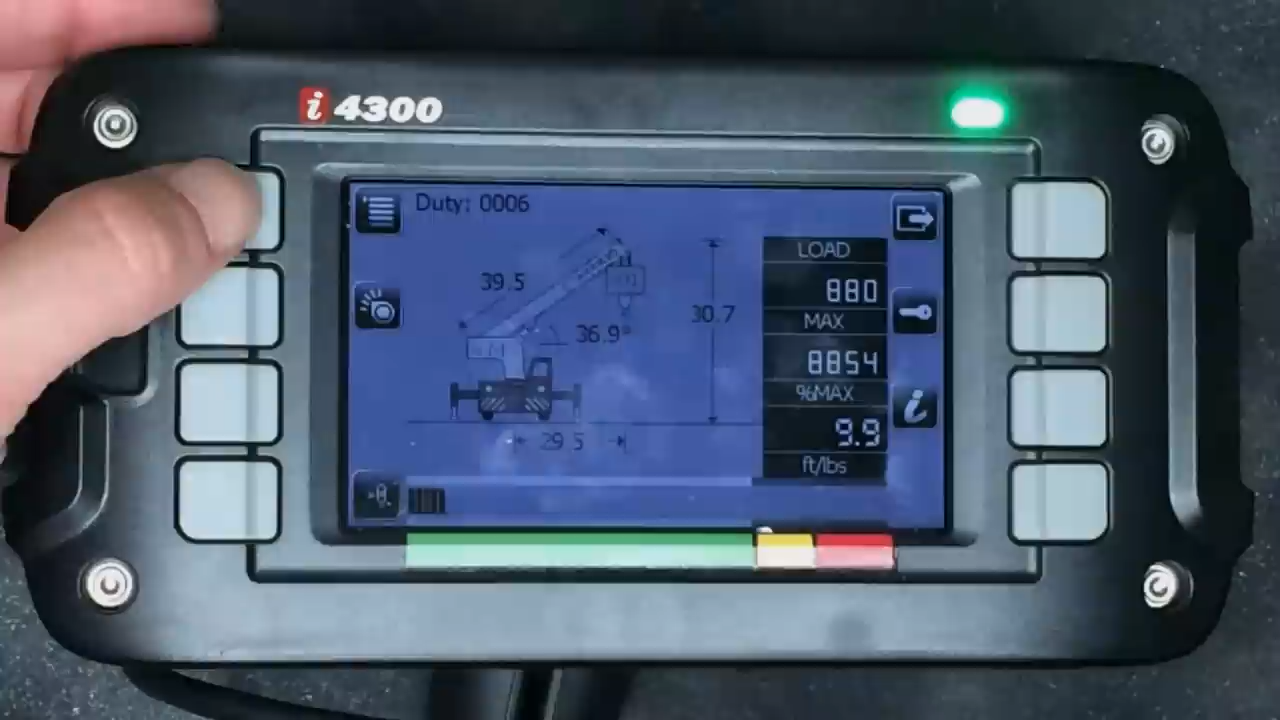 i 4300
Duty: 0006
39.5
36.9°
30.7
29.5
LOAD
880
MAX
8854
%MAX
9.9
ft/lbs
i